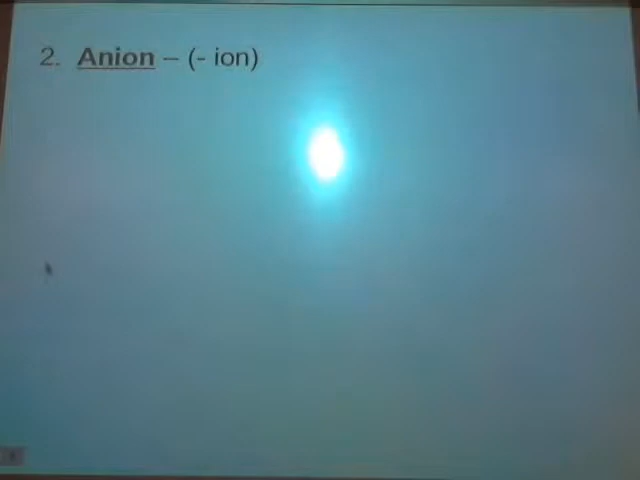 2. Anion – (- ion)